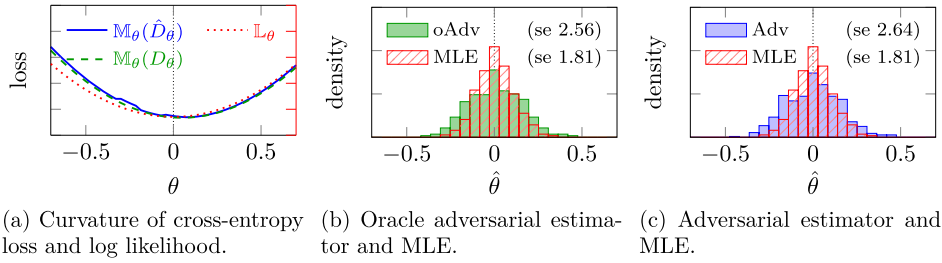 𝕄θ(D̂θ)
𝕄θ(Dθ)
𝕃θ
loss
−0.5 0 0.5
θ
(a) Curvature of cross-entropy
loss and log likelihood.
oAdv (se 2.56)
MLE (se 1.81)
density
−0.5 0 0.5
θ̂
(b) Oracle adversarial estima-
tor and MLE.
Adv (se 2.64)
MLE (se 1.81)
density
−0.5 0 0.5
θ̂
(c) Adversarial estimator and
MLE.